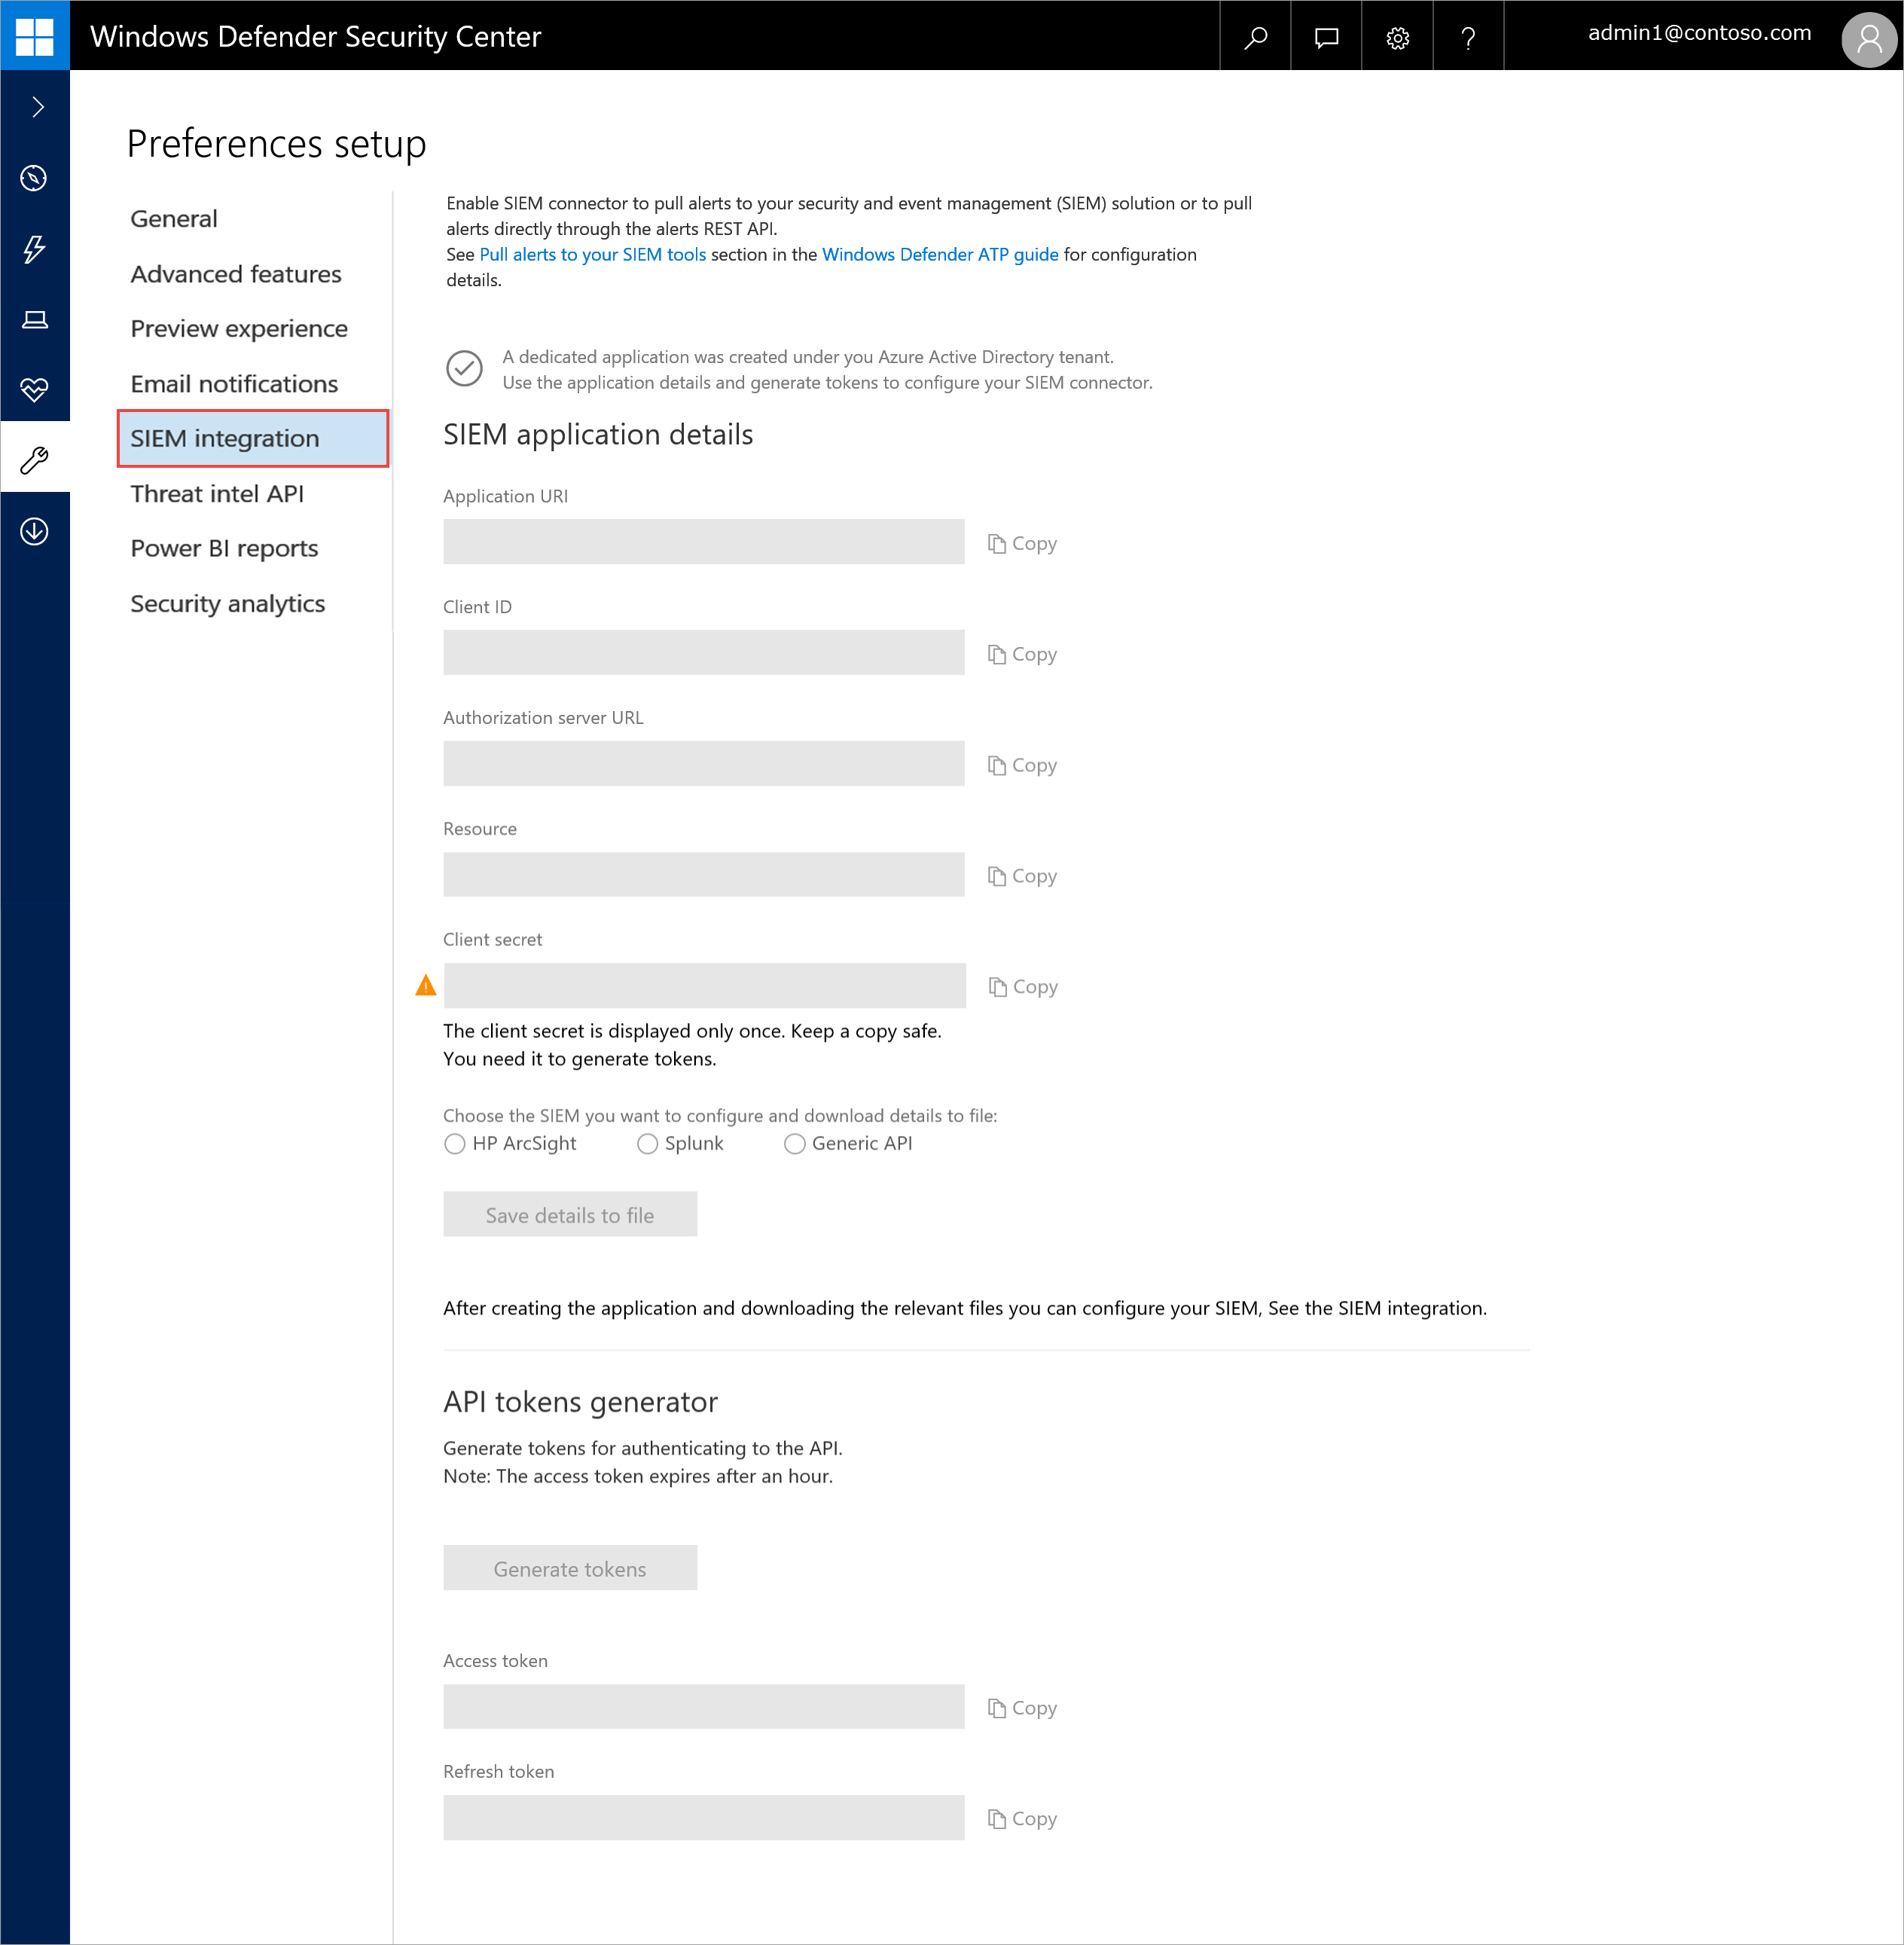 Windows Defender Security Center
admin1@contoso.com
Preferences setup
General
Advanced features
Preview experience
Email notifications
SIEM integration
Threat intel API
Power BI reports
Security analytics
Enable SIEM connector to pull alerts to your security and event management (SIEM) solution or to pull
alerts directly through the alerts REST API.
See Pull alerts to your SIEM tools section in the Windows Defender ATP guide for configuration
details.
A dedicated application was created under you Azure Active Directory tenant.
Use the application details and generate tokens to configure your SIEM connector.
SIEM application details
Application URI
Copy
Client ID
Copy
Authorization server URL
Copy
Resource
Copy
Client secret
Copy
The client secret is displayed only once. Keep a copy safe.
You need it to generate tokens.
Choose the SIEM you want to configure and download details to file:
HP ArcSight Splunk Generic API
Save details to file
After creating the application and downloading the relevant files you can configure your SIEM, See the SIEM integration.
API tokens generator
Generate tokens for authenticating to the API.
Note: The access token expires after an hour.
Generate tokens
Access token
Copy
Refresh token
Copy